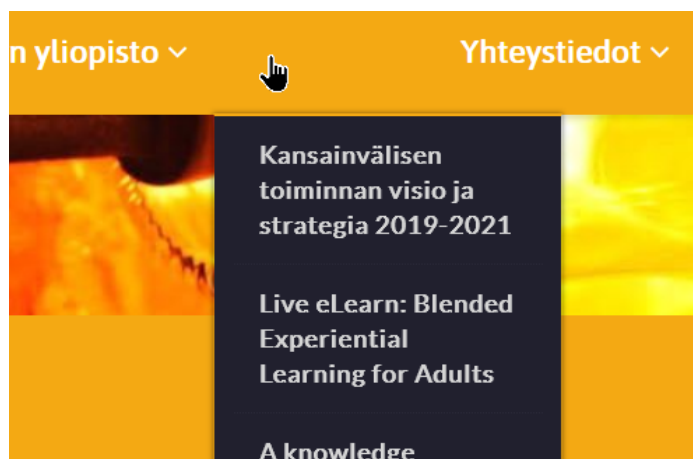 n yliopisto
Yhteystiedot
Kansainvälisen
toiminnan visio ja
strategia 2019-2021
Live eLearn: Blended
Experiential
Learning for Adults
A knowledge